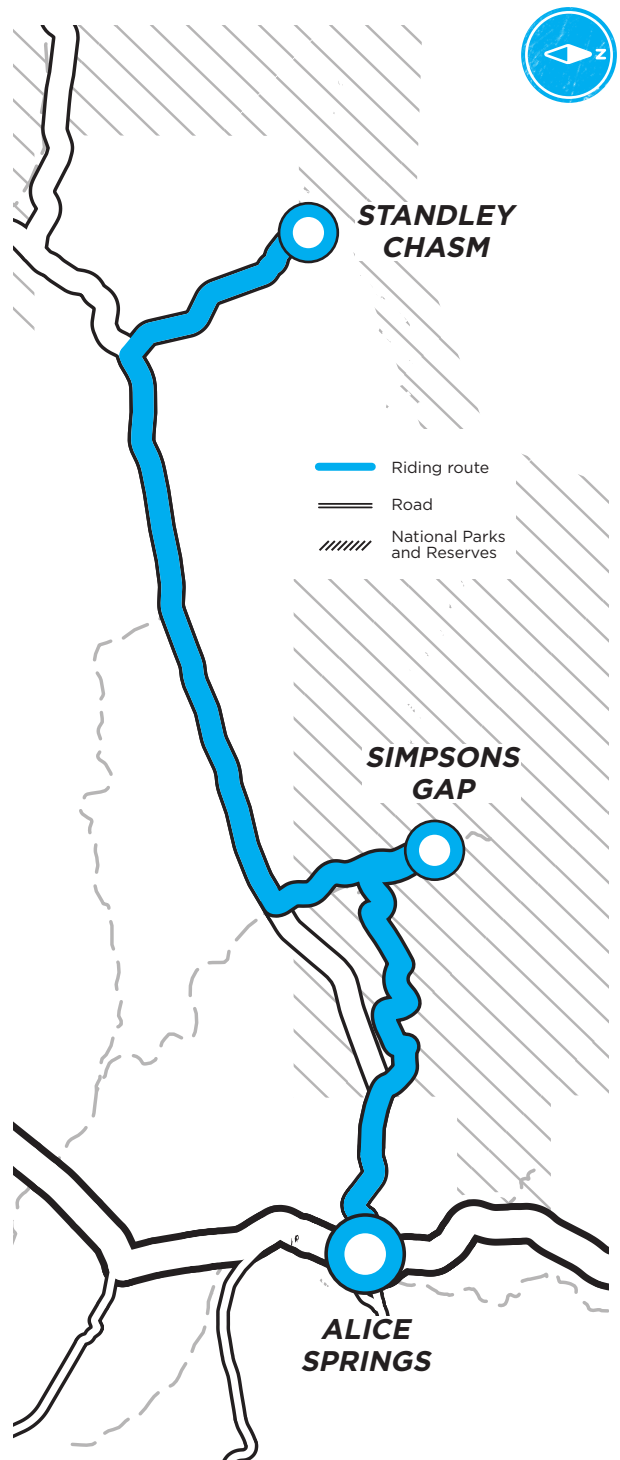 N
STANDLEY
CHASM
Riding route
Road
National Parks
and Reserves
SIMPSONS
GAP
ALICE
SPRINGS